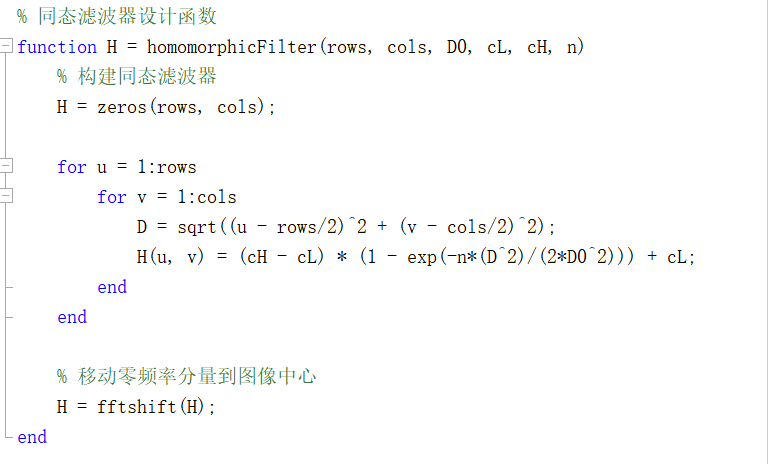 % 同态滤波器设计函数
function H = homomorphicFilter(rows, cols, D0, cL, cH, n)
    % 构建同态滤波器
    H = zeros(rows, cols);
    for u = 1:rows
        for v = 1:cols
            D = sqrt((u - rows/2)^2 + (v - cols/2)^2);
            H(u, v) = (cH - cL) * (1 - exp(-n*(D^2)/(2*D0^2))) + cL;
        end
    end
    % 移动零频率分量到图像中心
    H = fftshift(H);
end